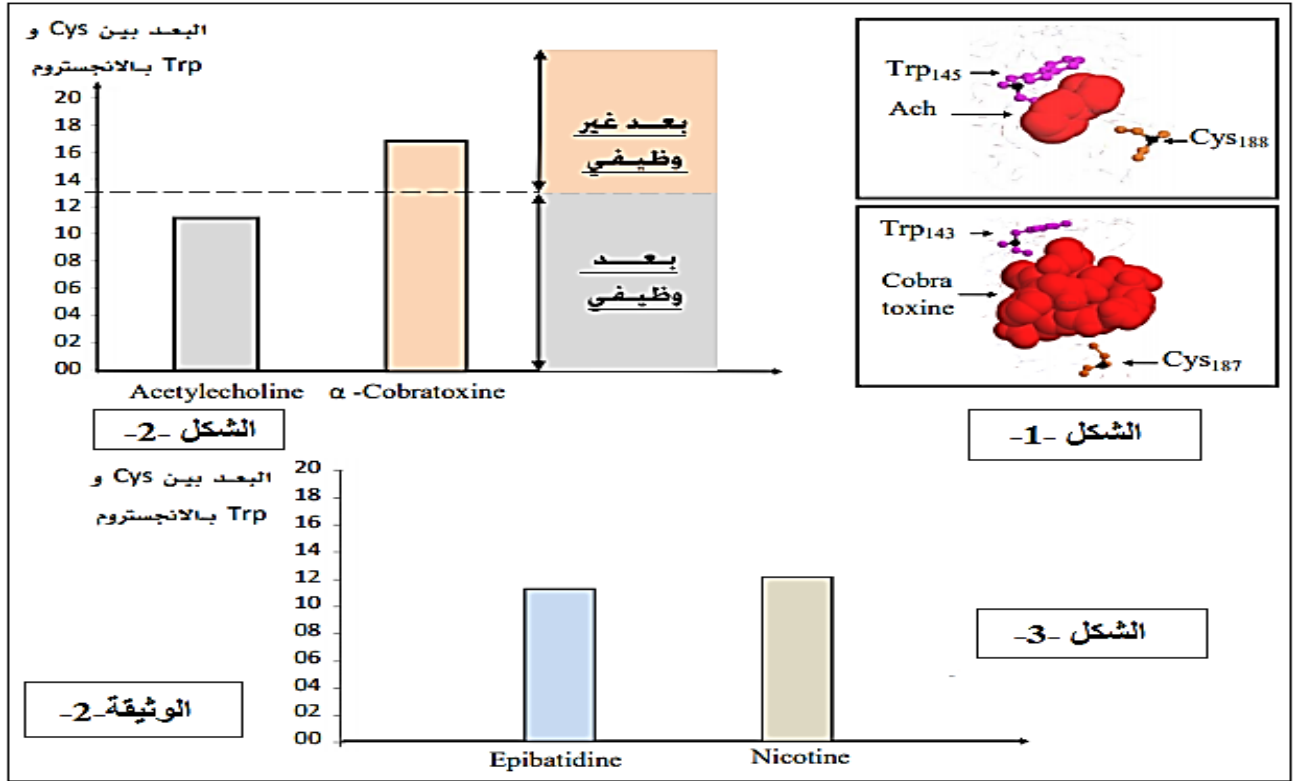 البعد بين Cys و
Trp بالانجستروم
20
18
16
14
12
10
08
06
04
02
00
بعد غير
وظيفي
بعد
وظيفي
Acetylecholine α -Cobratoxine
الشكل -2-
Trp145
Ach
Cys188
Trp143
Cobra
toxine
Cys187
الشكل -1-
البعد بين Cys و
Trp بالانجستروم
20
18
16
14
12
10
08
06
04
02
00
Epibatidine Nicotine
الشكل -3-
الوثيقة-2-